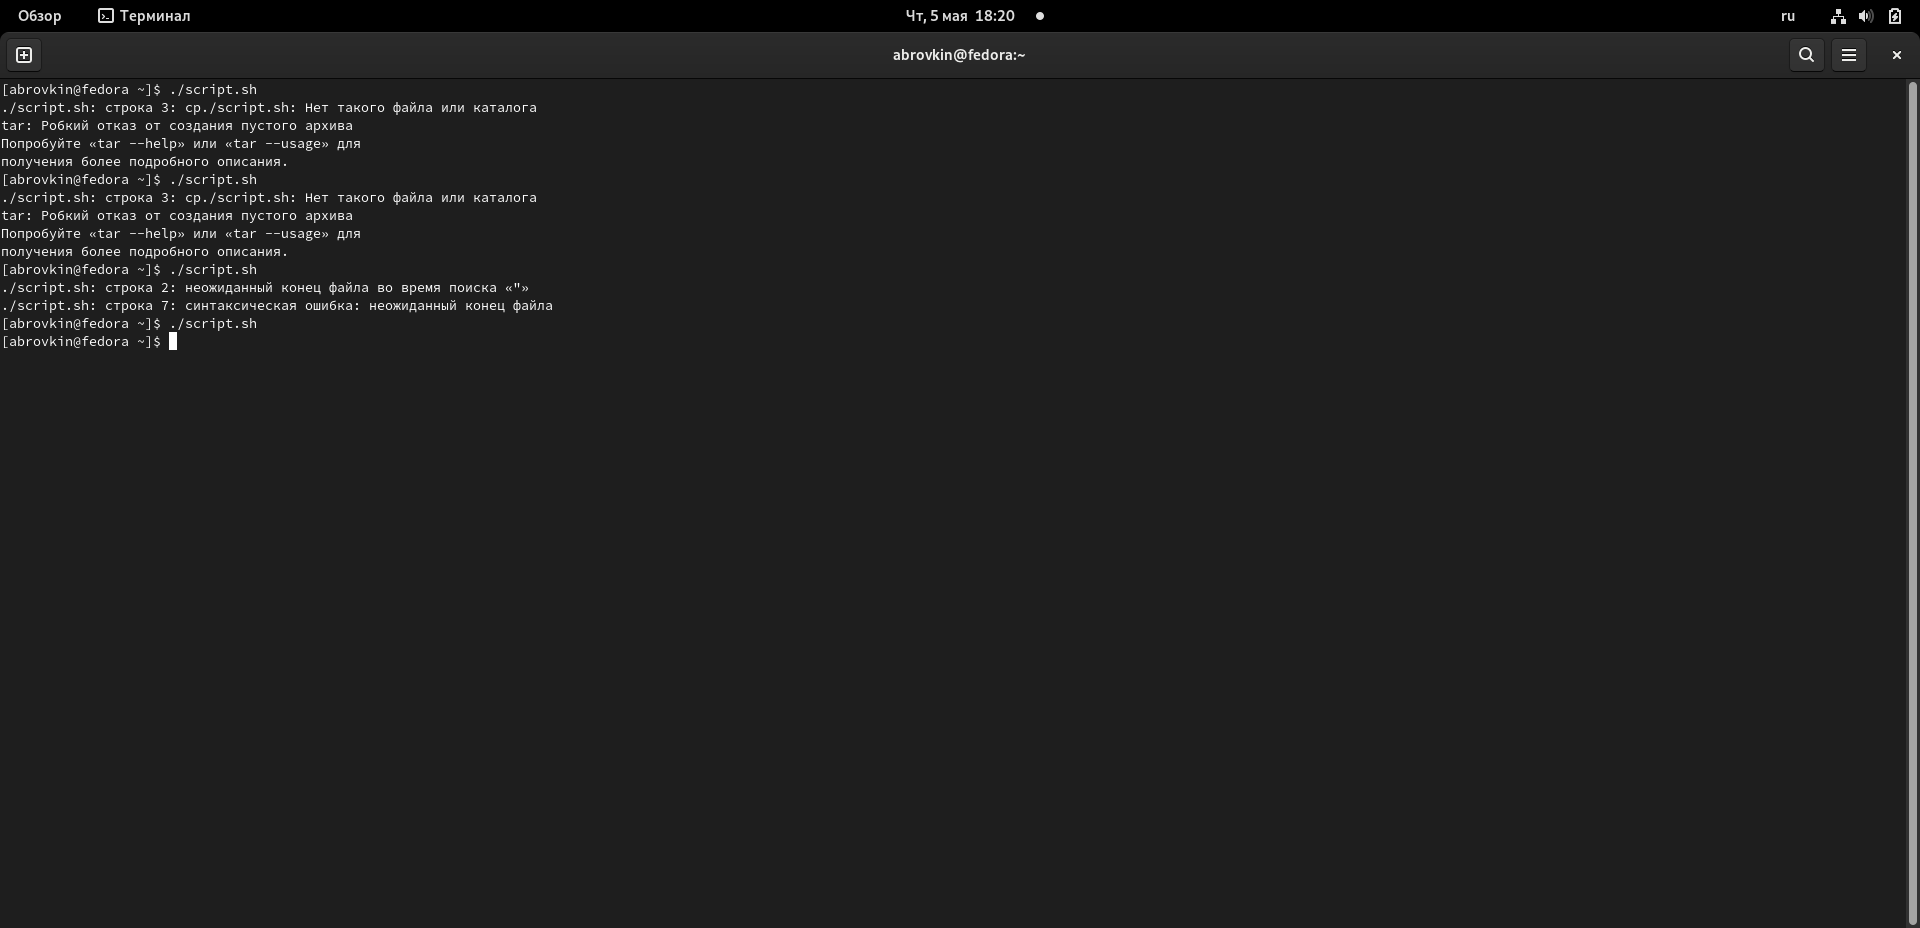 Обзор Терминал Чт, 5 мая 18:20 ru
abrovkin@fedora:~
[abrovkin@fedora ~]$ ./script.sh
./script.sh: строка 3: cp./script.sh: Нет такого файла или каталога
tar: Робкий отказ от создания пустого архива
Попробуйте «tar --help» или «tar --usage» для
получения более подробного описания.
[abrovkin@fedora ~]$ ./script.sh
./script.sh: строка 3: cp./script.sh: Нет такого файла или каталога
tar: Робкий отказ от создания пустого архива
Попробуйте «tar --help» или «tar --usage» для
получения более подробного описания.
[abrovkin@fedora ~]$ ./script.sh
./script.sh: строка 2: неожиданный конец файла во время поиска «"»
./script.sh: строка 7: синтаксическая ошибка: неожиданный конец файла
[abrovkin@fedora ~]$ ./script.sh
[abrovkin@fedora ~]$